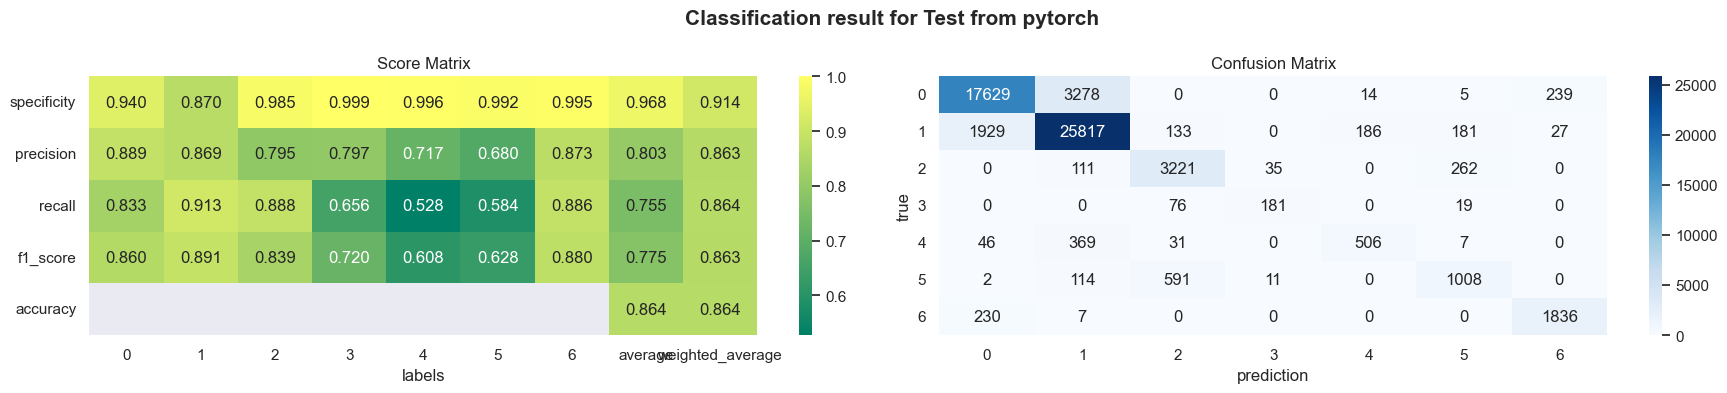 Classification result for Test from pytorch
Score Matrix
specificity 0.940 0.870 0.985 0.999 0.996 0.992 0.995 0.968 0.914
precision 0.889 0.869 0.795 0.797 0.717 0.680 0.873 0.803 0.863
recall 0.833 0.913 0.888 0.656 0.528 0.584 0.886 0.755 0.864
f1_score 0.860 0.891 0.839 0.720 0.608 0.628 0.880 0.775 0.863
accuracy 0.864 0.864
0 1 2 3 4 5 6 average weighted_average
labels
1.0
0.9
0.8
0.7
0.6
Confusion Matrix
true
0 17629 3278 0 0 14 5 239
1 1929 25817 133 0 186 181 27
2 0 111 3221 35 0 262 0
3 0 0 76 181 0 19 0
4 46 369 31 0 506 7 0
5 2 114 591 11 0 1008 0
6 230 7 0 0 0 0 1836
0 1 2 3 4 5 6
prediction
25000
20000
15000
10000
5000
0